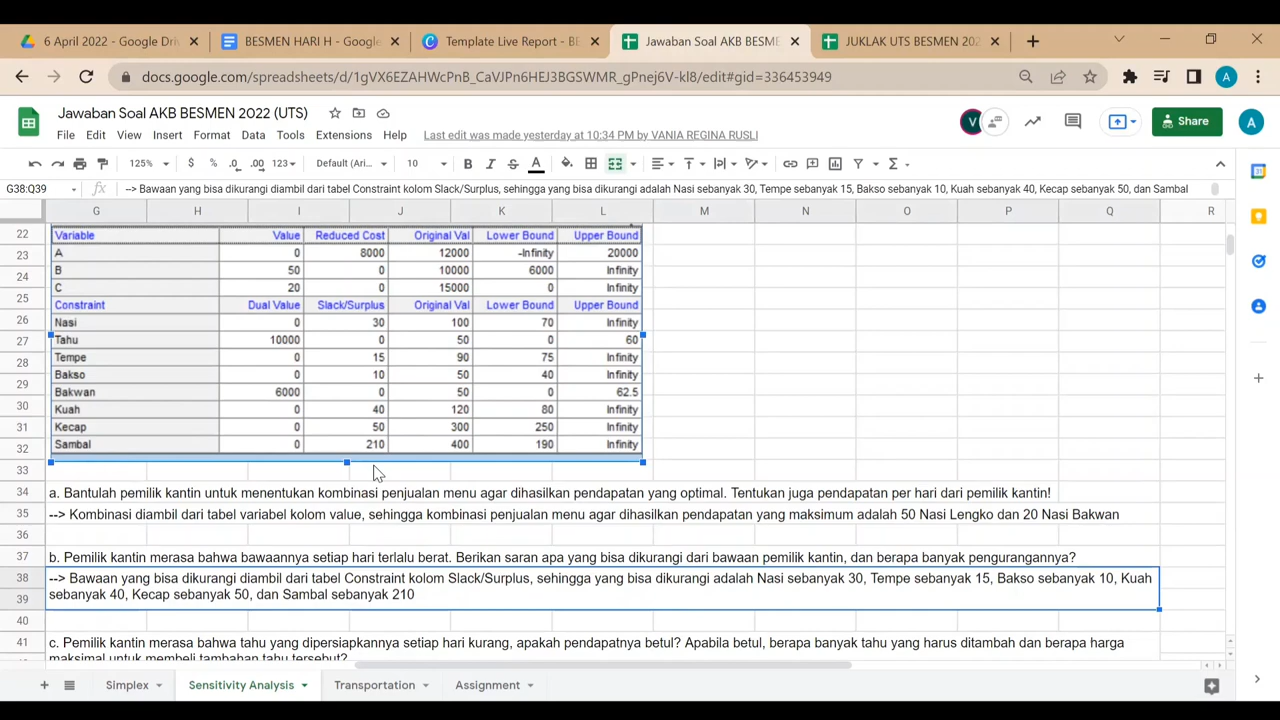 6 April 2022 - Google Driv
BESMEN HARI H - Google
Template Live Report - BE
Jawaban Soal AKB BESME
JUKLAK UTS BESMEN 202
docs.google.com/spreadsheets/d/1gVX6EZAHWcPnB_CaVJPn6HEJ3BGSWMR_gPnej6V-kl8/edit#gid=336453949
A
Jawaban Soal AKB BESMEN 2022 (UTS)
File Edit View Insert Format Data Tools Extensions Help Last edit was made yesterday at 10:34 PM by VANIA REGINA RUSLI
V
Share
A
125% $ % .0 .00 123 Default (Ari... 10 B I S A
G38:Q39 fx --> Bawaan yang bisa dikurangi diambil dari tabel Constraint kolom Slack/Surplus, sehingga yang bisa dikurangi adalah Nasi sebanyak 30, Tempe sebanyak 15, Bakso sebanyak 10, Kuah sebanyak 40, Kecap sebanyak 50, dan Sambal
G H I J K L M N O P Q R
22 Variable Value Reduced Cost Original Val Lower Bound Upper Bound
23 A 0 8000 12000 -Infinity 20000
24 B 50 0 10000 6000 Infinity
25 C 20 0 15000 0 Infinity
Constraint Dual Value Slack/Surplus Original Val Lower Bound Upper Bound
26 Nasi 0 30 100 70 Infinity
27 Tahu 10000 0 50 0 60
28 Tempe 0 15 90 75 Infinity
29 Bakso 0 10 50 40 Infinity
30 Bakwan 6000 0 50 0 62.5
Kuah 0 40 120 80 Infinity
31 Kecap 0 50 300 250 Infinity
32 Sambal 0 210 400 190 Infinity
33
34 a. Bantulah pemilik kantin untuk menentukan kombinasi penjualan menu agar dihasilkan pendapatan yang optimal. Tentukan juga pendapatan per hari dari pemilik kantin!
35 --> Kombinasi diambil dari tabel variabel kolom value, sehingga kombinasi penjualan menu agar dihasilkan pendapatan yang maksimum adalah 50 Nasi Lengko dan 20 Nasi Bakwan
36
37 b. Pemilik kantin merasa bahwa bawaannya setiap hari terlalu berat. Berikan saran apa yang bisa dikurangi dari bawaan pemilik kantin, dan berapa banyak pengurangannya?
38 --> Bawaan yang bisa dikurangi diambil dari tabel Constraint kolom Slack/Surplus, sehingga yang bisa dikurangi adalah Nasi sebanyak 30, Tempe sebanyak 15, Bakso sebanyak 10, Kuah
39 sebanyak 40, Kecap sebanyak 50, dan Sambal sebanyak 210
40
41 c. Pemilik kantin merasa bahwa tahu yang dipersiapkannya setiap hari kurang, apakah pendapatnya betul? Apabila betul, berapa banyak tahu yang harus ditambah dan berapa harga
maksimal untuk membeli tambahan tahu tersebut?
Simplex Sensitivity Analysis Transportation Assignment